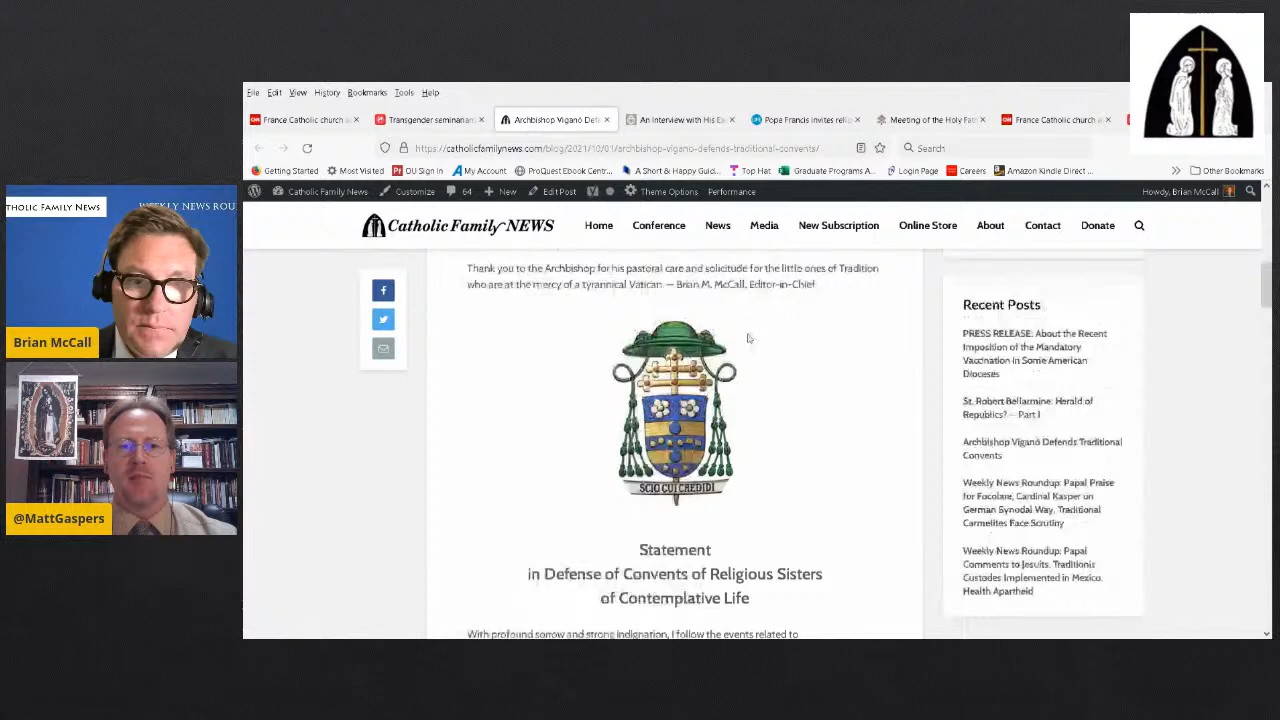 File Edit View History Bookmarks Tools Help
France Catholic church a
Transgender seminarian
Archbishop Viganò Defe
An Interview with His Ex
Pope Francis invites relic
Meeting of the Holy Fat
France Catholic church a
https://catholicfamilynews.com/blog/2021/10/01/archbishop-vigano-defends-traditional-convents/
Search
Getting Started Most Visited OU Sign In My Account ProQuest Ebook Centr... A Short & Happy Guid... Top Hat Graduate Programs A... Login Page Careers Amazon Kindle Direct ... Other Bookmarks
Catholic Family News Customize 64 New Edit Post Theme Options Performance Howdy, Brian McCall
Catholic Family NEWS Home Conference News Media New Subscription Online Store About Contact Donate
THOLIC FAMILY NEWS
WEEKLY NEWS ROU
Brian McCall
@MattGaspers
Thank you to the Archbishop for his pastoral care and solicitude for the little ones of Tradition
who are at the mercy of a tyrannical Vatican. — Brian M. McCall, Editor-in-Chief
SCIO CUI CREDIDI
Statement
in Defense of Convents of Religious Sisters
of Contemplative Life
With profound sorrow and strong indignation, I follow the events related to
Recent Posts
PRESS RELEASE: About the Recent
Imposition of the Mandatory
Vaccination in Some American
Dioceses
St. Robert Bellarmine: Herald of
Republics? — Part I
Archbishop Viganò Defends Traditional
Convents
Weekly News Roundup: Papal Praise
for Focolare, Cardinal Kasper on
German Synodal Way, Traditional
Carmelites Face Scrutiny
Weekly News Roundup: Papal
Comments to Jesuits, Traditionis
Custodes Implemented in Mexico,
Health Apartheid